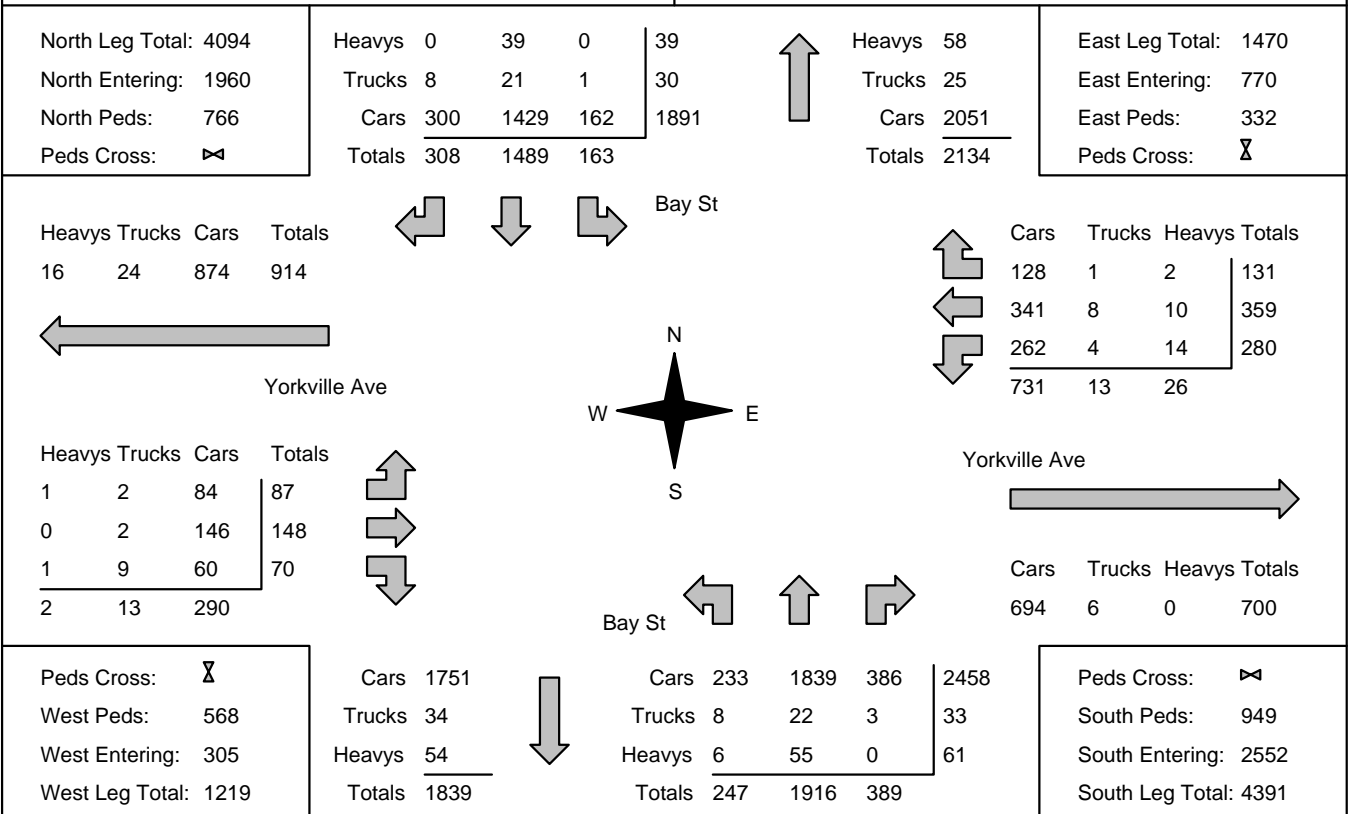 North Leg Total: 4094
North Entering: 1960
North Peds: 766
Peds Cross:
Heavys 0 39 0 39
Trucks 8 21 1 30
Cars 300 1429 162 1891
Totals 308 1489 163
Heavys 58
Trucks 25
Cars 2051
Totals 2134
East Leg Total: 1470
East Entering: 770
East Peds: 332
Peds Cross:
Bay St
Heavys Trucks Cars Totals
16 24 874 914
Yorkville Ave
Cars Trucks Heavys Totals
128 1 2 131
341 8 10 359
262 4 14 280
731 13 26
N
W E
S
Heavys Trucks Cars Totals
1 2 84 87
0 2 146 148
1 9 60 70
2 13 290
Yorkville Ave
Cars Trucks Heavys Totals
694 6 0 700
Bay St
Peds Cross:
West Peds: 568
West Entering: 305
West Leg Total: 1219
Cars 1751
Trucks 34
Heavys 54
Totals 1839
Cars 233 1839 386 2458
Trucks 8 22 3 33
Heavys 6 55 0 61
Totals 247 1916 389
Peds Cross:
South Peds: 949
South Entering: 2552
South Leg Total: 4391